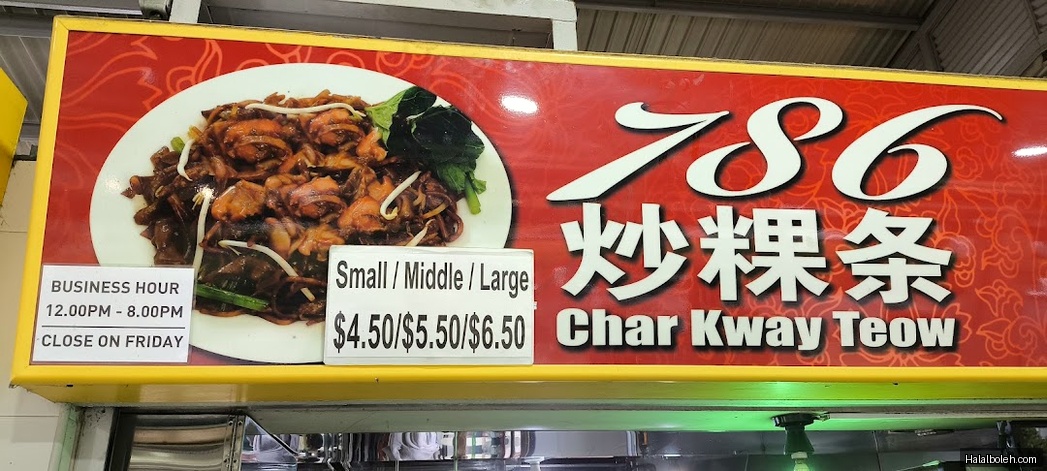 786
炒粿条
Char Kway Teow
Small / Middle / Large
$4.50/$5.50/$6.50
BUSINESS HOUR
12.00PM - 8.00PM
CLOSE ON FRIDAY
Halalboleh.com